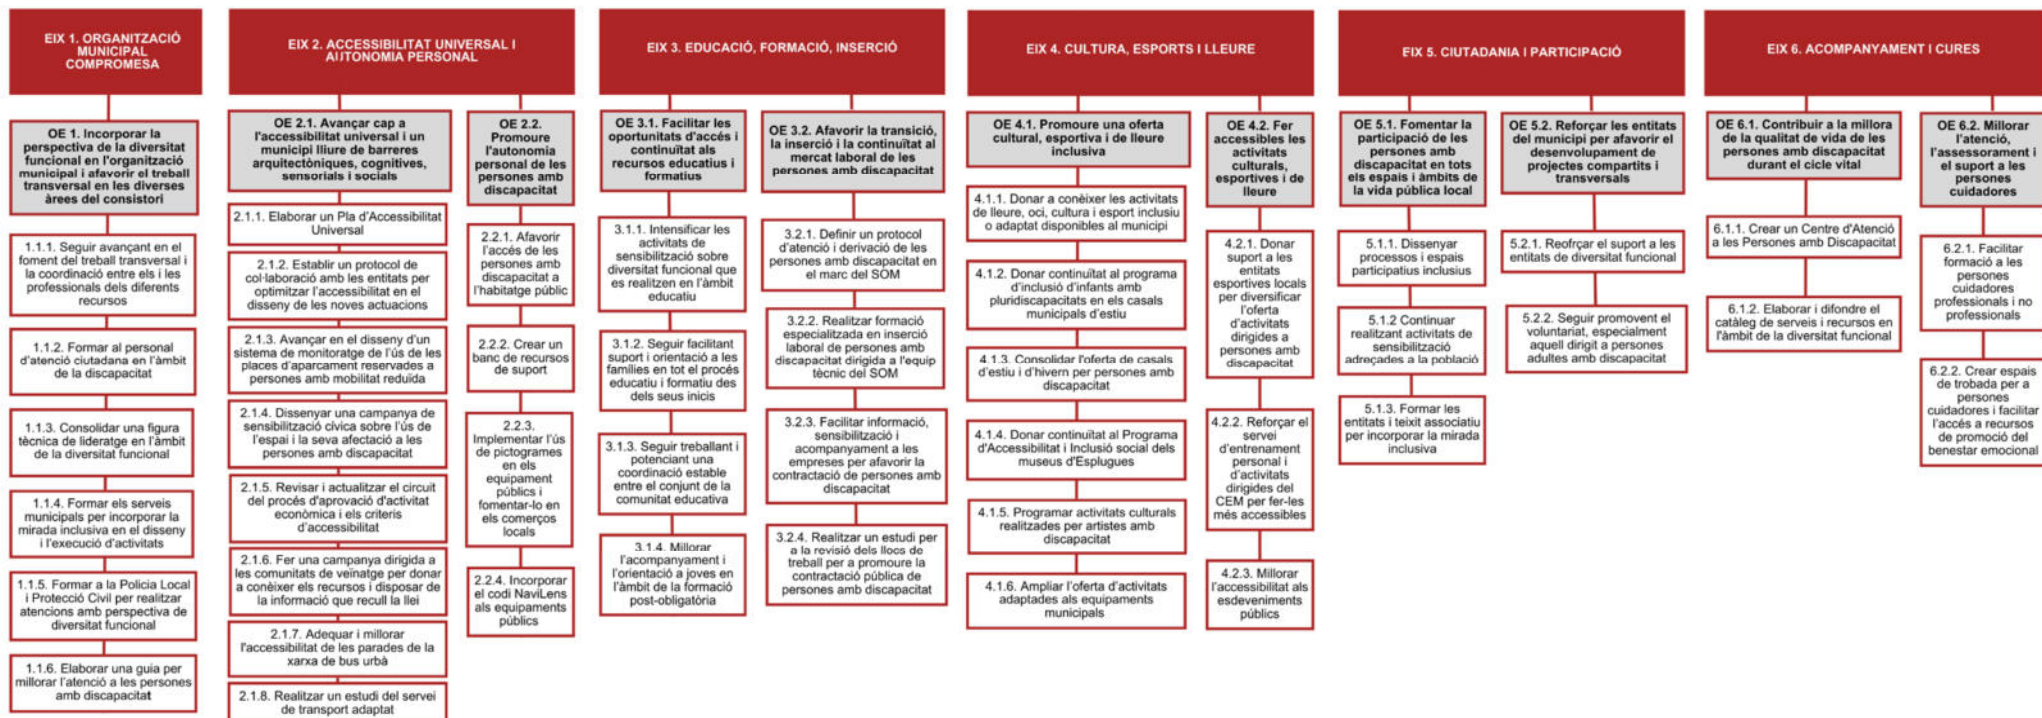 EIX 1. ORGANITZACIÓ
MUNICIPAL
COMPROMESA
OE 1. Incorporar la
perspectiva de la diversitat
funcional en l'organització
municipal i afavorir el treball
transversal en les diverses
àrees del consistori
1.1.1. Seguir avançant en el
foment del treball transversal i
la coordinació entre els i les
professionals dels diferents
recursos
1.1.2. Formar al personal
d'atenció ciutadana en l'àmbit
de la discapacitat
1.1.3. Consolidar una figura
tècnica de lideratge en l'àmbit
de la diversitat funcional
1.1.4. Formar els serveis
municipals per incorporar la
mirada inclusiva en el disseny
i l'execució d'activitats
1.1.5. Formar a la Policia Local
i Protecció Civil per realitzar
atencions amb perspectiva de
diversitat funcional
1.1.6. Elaborar una guia per
millorar l'atenció a les persones
amb discapacitat
EIX 2. ACCESSIBILITAT UNIVERSAL I
AUTONOMIA PERSONAL
OE 2.1. Avançar cap a
l'accessibilitat universal i un
municipi lliure de barreres
arquitectòniques, cognitives,
sensorials i socials
2.1.1. Elaborar un Pla d'Accessibilitat
Universal
2.1.2. Establir un protocol de
col·laboració amb les entitats per
optimitzar l'accessibilitat en el
disseny de les noves actuacions
2.1.3. Avançar en el disseny d'un
sistema de monitoratge de l'ús de les
places d'aparcament reservades a
persones amb mobilitat reduïda
2.1.4. Dissenyar una campanya de
sensibilització cívica sobre l'ús de
l'espai i la seva afectació a les
persones amb discapacitat
2.1.5. Revisar i actualitzar el circuit
del procés d'aprovació d'activitat
econòmica i els criteris
d'accessibilitat
2.1.6. Fer una campanya dirigida a
les comunitats de veïnatge per donar
a conèixer els recursos i disposar de
la informació que recull la llei
2.1.7. Adequar i millorar
l'accessibilitat de les parades de la
xarxa de bus urbà
2.1.8. Realitzar un estudi del servei
de transport adaptat
OE 2.2.
Promoure
l'autonomia
personal de les
persones amb
discapacitat
2.2.1. Afavorir
l'accés de les
persones amb
discapacitat a
l'habitatge públic
2.2.2. Crear un
banc de recursos
de suport
2.2.3.
Implementar l'ús
de pictogrames
en els
equipament
públics i
fomentar-lo en
els comerços
locals
2.2.4. Incorporar
el codi NaviLens
als equipaments
públics
EIX 3. EDUCACIÓ, FORMACIÓ, INSERCIÓ
OE 3.1. Facilitar les
oportunitats d'accés i
continuïtat als
recursos educatius i
formatius
3.1.1. Intensificar les
activitats de
sensibilització sobre
diversitat funcional que
es realitzen en l'àmbit
educatiu
3.1.2. Seguir facilitant
suport i orientació a les
famílies en tot el procés
educatiu i formatiu des
dels seus inicis
3.1.3. Seguir treballant i
potenciant una
coordinació estable
entre el conjunt de la
comunitat educativa
3.1.4. Millorar
l'acompanyament i
l'orientació a joves en
l'àmbit de la formació
post-obligatòria
OE 3.2. Afavorir la transició,
la inserció i la continuïtat al
mercat laboral de les
persones amb discapacitat
3.2.1. Definir un protocol
d'atenció i derivació de les
persones amb discapacitat en
el marc del SOM
3.2.2. Realitzar formació
especialitzada en inserció
laboral de persones amb
discapacitat dirigida a l'equip
tècnic del SOM
3.2.3. Facilitar informació,
sensibilització i
acompanyament a les
empreses per afavorir la
contractació de persones amb
discapacitat
3.2.4. Realitzar un estudi per
a la revisió dels llocs de
treball per a promoure la
contractació pública de
persones amb discapacitat
EIX 4. CULTURA, ESPORTS I LLEURE
OE 4.1. Promoure una oferta
cultural, esportiva i de lleure
inclusiva
4.1.1. Donar a conèixer les activitats
de lleure, oci, cultura i esport inclusiu
o adaptat disponibles al municipi
4.1.2. Donar continuïtat al programa
d'inclusió d'infants amb
pluridiscapacitats en els casals
municipals d'estiu
4.1.3. Consolidar l'oferta de casals
d'estiu i d'hivern per persones amb
discapacitat
4.1.4. Donar continuïtat al Programa
d'Accessibilitat i Inclusió social dels
museus d'Esplugues
4.1.5. Programar activitats culturals
realitzades per artistes amb
discapacitat
4.1.6. Ampliar l'oferta d'activitats
adaptades als equipaments
municipals
OE 4.2. Fer
accessibles les
activitats
culturals,
esportives i de
lleure
4.2.1. Donar
suport a les
entitats
esportives locals
per diversificar
l'oferta
d'activitats
dirigides a
persones amb
discapacitat
4.2.2. Reforçar el
servei
d'entrenament
personal i
d'activitats
dirigides del
CEM per fer-les
més accessibles
4.2.3. Millorar
l'accessibilitat als
esdeveniments
públics
EIX 5. CIUTADANIA I PARTICIPACIÓ
OE 5.1. Fomentar la
participació de les
persones amb
discapacitat en tots
els espais i àmbits de
la vida pública local
5.1.1. Dissenyar
processos i espais
participatius inclusius
5.1.2 Continuar
realitzant activitats de
sensibilització
adreçades a la població
5.1.3. Formar les
entitats i teixit associatiu
per incorporar la mirada
inclusiva
OE 5.2. Reforçar les entitats
del municipi per afavorir el
desenvolupament de
projectes compartits i
transversals
5.2.1. Reofrçar el suport a les
entitats de diversitat funcional
5.2.2. Seguir promovent el
voluntariat, especialment
aquell dirigit a persones
adultes amb discapacitat
EIX 6. ACOMPANYAMENT I CURES
OE 6.1. Contribuir a la millora
de la qualitat de vida de les
persones amb discapacitat
durant el cicle vital
6.1.1. Crear un Centre d'Atenció
a les Persones amb Discapacitat
6.1.2. Elaborar i difondre el
catàleg de serveis i recursos en
l'àmbit de la diversitat funcional
OE 6.2. Millorar
l'atenció,
l'assessorament i
el suport a les
persones
cuidadores
6.2.1. Facilitar
formació a les
persones
cuidadores
professionals i no
professionals
6.2.2. Crear espais
de trobada per a
persones
cuidadores i facilitar
l'accés a recursos
de promoció del
benestar emocional